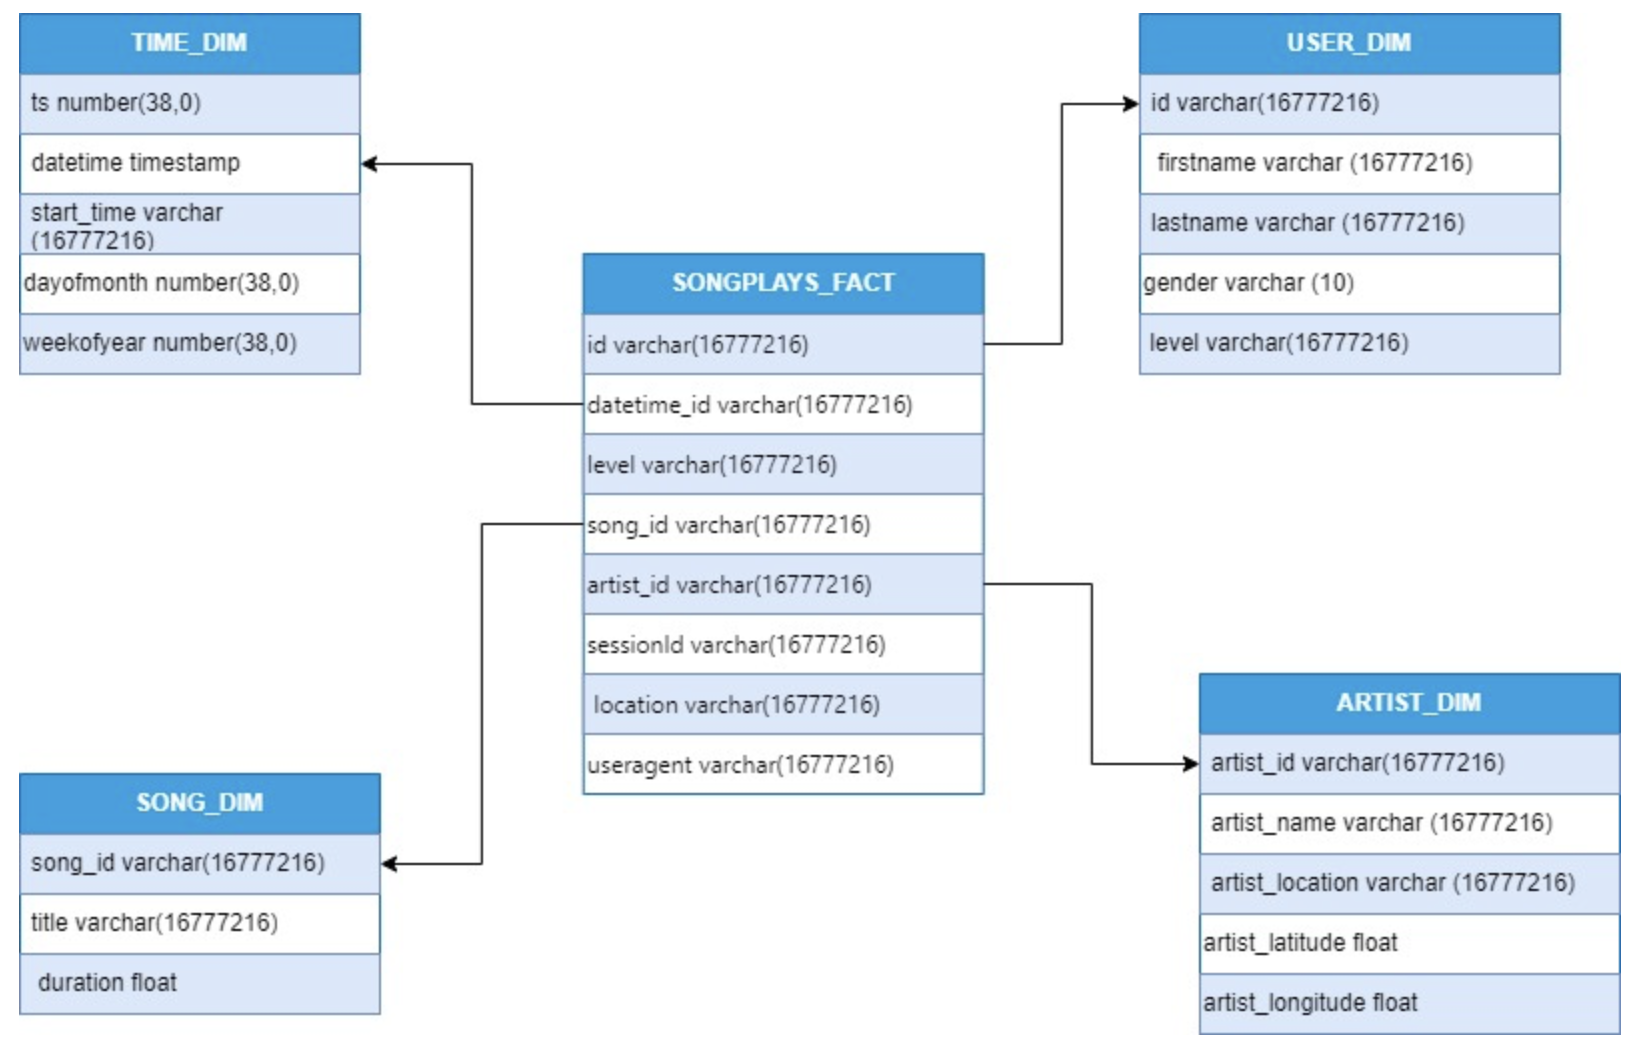 TIME_DIM
ts number(38,0)
datetime timestamp
start_time varchar
(16777216)
dayofmonth number(38,0)
weekofyear number(38,0)
USER_DIM
id varchar(16777216)
firstname varchar (16777216)
lastname varchar (16777216)
gender varchar (10)
level varchar(16777216)
SONGPLAYS_FACT
id varchar(16777216)
datetime_id varchar(16777216)
level varchar(16777216)
song_id varchar(16777216)
artist_id varchar(16777216)
sessionId varchar(16777216)
location varchar(16777216)
useragent varchar(16777216)
SONG_DIM
song_id varchar(16777216)
title varchar(16777216)
duration float
ARTIST_DIM
artist_id varchar(16777216)
artist_name varchar (16777216)
artist_location varchar (16777216)
artist_latitude float
artist_longitude float